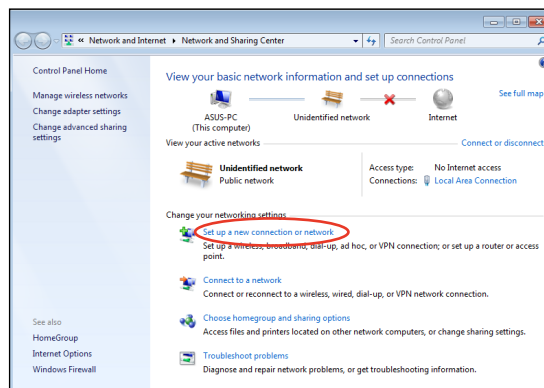 « Network and Internet ▸ Network and Sharing Center
Search Control Panel
Control Panel Home
Manage wireless networks
Change adapter settings
Change advanced sharing
settings
See also
HomeGroup
Internet Options
Windows Firewall
View your basic network information and set up connections
See full map
ASUS-PC
(This computer)
Unidentified network
Internet
View your active networks
Connect or disconnect
Unidentified network
Public network
Access type: No Internet access
Connections: Local Area Connection
Change your networking settings
Set up a new connection or network
Set up a wireless, broadband, dial-up, ad hoc, or VPN connection; or set up a router or access
point.
Connect to a network
Connect or reconnect to a wireless, wired, dial-up, or VPN network connection.
Choose homegroup and sharing options
Access files and printers located on other network computers, or change sharing settings.
Troubleshoot problems
Diagnose and repair network problems, or get troubleshooting information.